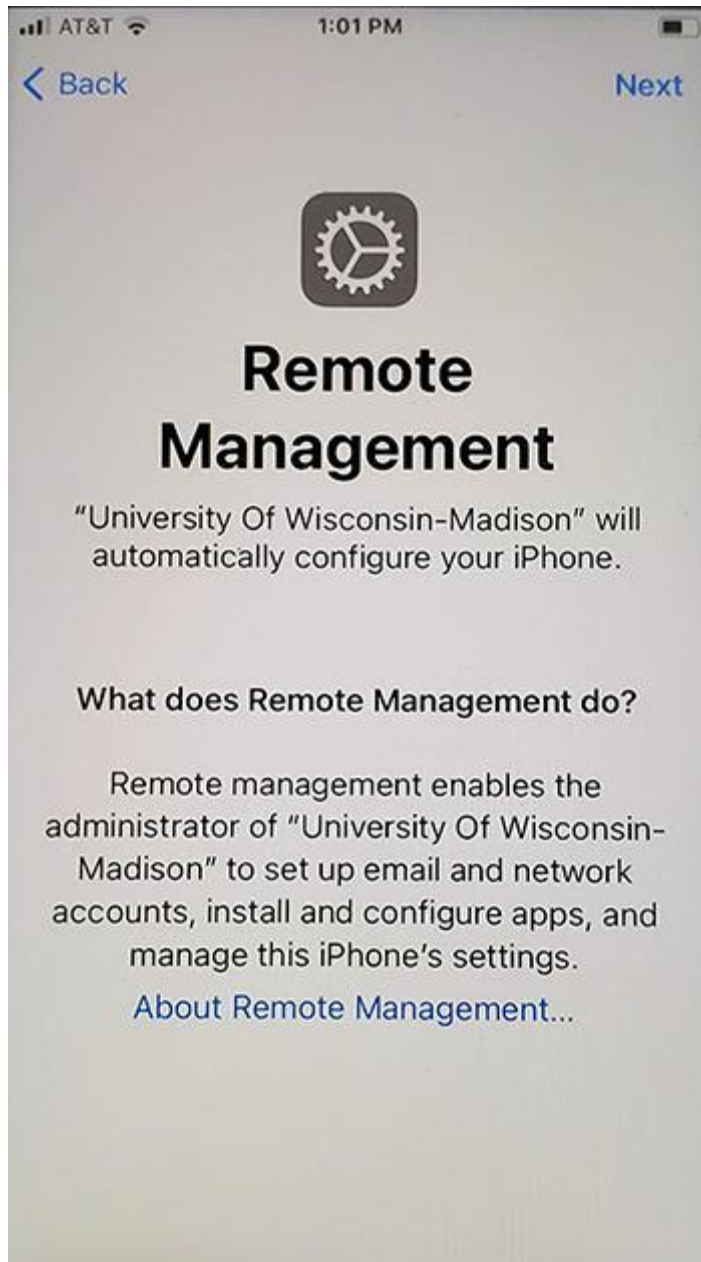 AT&T 1:01 PM
Back Next
Remote
Management
“University Of Wisconsin-Madison” will
automatically configure your iPhone.
What does Remote Management do?
Remote management enables the
administrator of “University Of Wisconsin-
Madison” to set up email and network
accounts, install and configure apps, and
manage this iPhone’s settings.
About Remote Management...